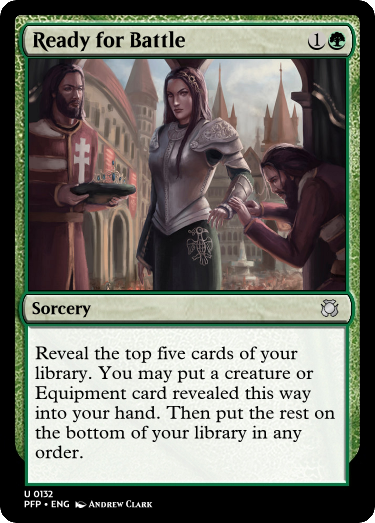 Ready for Battle 1
Sorcery
Reveal the top five cards of your
library. You may put a creature or
Equipment card revealed this way
into your hand. Then put the rest on
the bottom of your library in any
order.
U 0132
PFP • ENG Andrew Clark